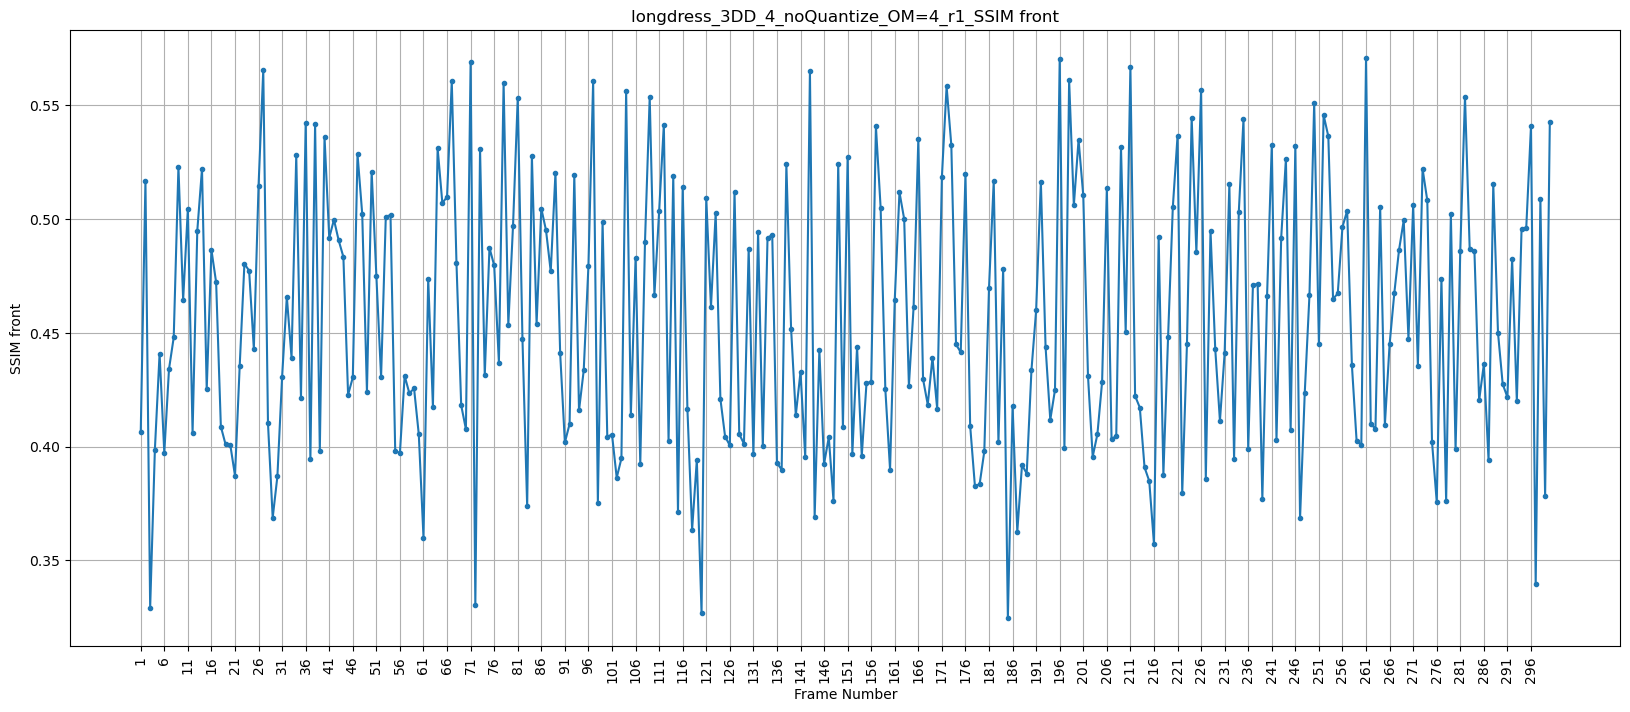 longdress_3DD_4_noQuantize_OM=4_r1_SSIM front
SSIM front
0.55
0.50
0.45
0.40
0.35
1 6 11 16 21 26 31 36 41 46 51 56 61 66 71 76 81 86 91 96 101 106 111 116 121 126 131 136 141 146 151 156 161 166 171 176 181 186 191 196 201 206 211 216 221 226 231 236 241 246 251 256 261 266 271 276 281 286 291 296
Frame Number